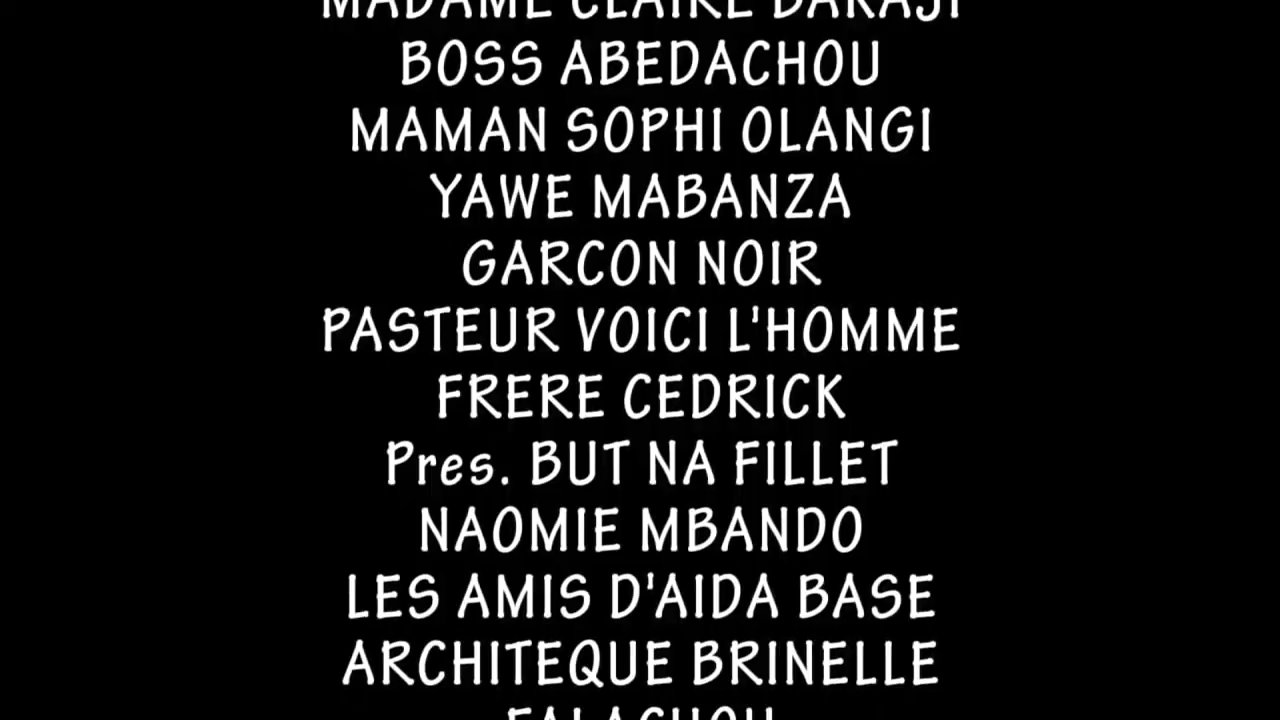 MADAME CLAIRE BARAJI
BOSS ABEDACHOU
MAMAN SOPHI OLANGI
YAWE MABANZA
GARCON NOIR
PASTEUR VOICI L'HOMME
FRERE CEDRICK
Pres. BUT NA FILLET
NAOMIE MBANDO
LES AMIS D'AIDA BASE
ARCHITEQUE BRINELLE